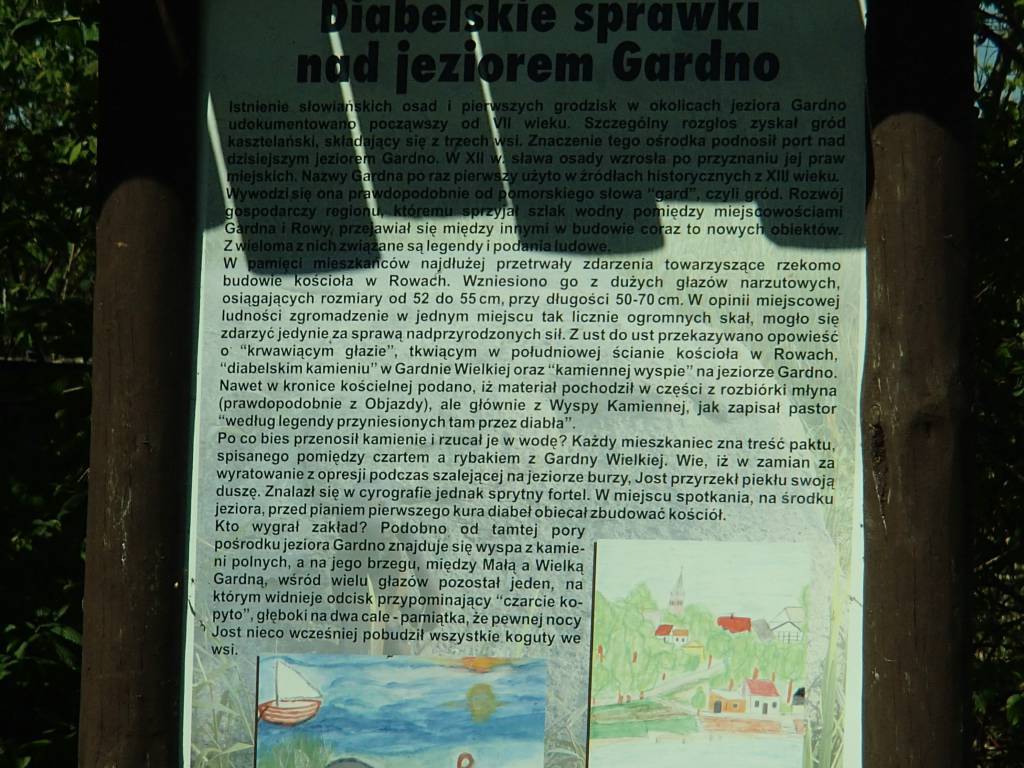 Diabelskie sprawki
nad jeziorem Gardno
Istnienie słowiańskich osad i pierwszych grodzisk w okolicach jeziora Gardno
udokumentowano począwszy od VII wieku. Szczególny rozgłos zyskał gród
kasztelański, składający się z trzech wsi. Znaczenie tego ośrodka podnosił port nad
dzisiejszym jeziorem Gardno. W XII w. sława osady wzrosła po przyznaniu jej praw
miejskich. Nazwy Gardna po raz pierwszy użyto w źródłach historycznych z XIII wieku.
Wywodzi się ona prawdopodobnie od pomorskiego słowa “gard”, czyli gród. Rozwój
gospodarczy regionu, któremu sprzyjał szlak wodny pomiędzy miejscowościami
Gardna i Rowy, przejawiał się między innymi w budowie coraz to nowych obiektów.
Z wieloma z nich związane są legendy i podania ludowe.
W pamięci mieszkańców najdłużej przetrwały zdarzenia towarzyszące rzekomo
budowie kościoła w Rowach. Wzniesiono go z dużych głazów narzutowych,
osiągających rozmiary od 52 do 55 cm, przy długości 50-70 cm. W opinii miejscowej
ludności zgromadzenie w jednym miejscu tak licznie ogromnych skał, mogło się
zdarzyć jedynie za sprawą nadprzyrodzonych sił. Z ust do ust przekazywano opowieść
o “krwawiącym głazie”, tkwiącym w południowej ścianie kościoła w Rowach,
“diabelskim kamieniu” w Gardnie Wielkiej oraz “kamiennej wyspie” na jeziorze Gardno.
Nawet w kronice kościelnej podano, iż materiał pochodził w części z rozbiórki młyna
(prawdopodobnie z Objazdy), ale głównie z Wyspy Kamiennej, jak zapisał pastor
“według legendy przyniesionych tam przez diabła”.
Po co bies przenosił kamienie i rzucał je w wodę? Każdy mieszkaniec zna treść paktu,
spisanego pomiędzy czartem a rybakiem z Gardny Wielkiej. Wie, iż w zamian za
wyratowanie z opresji podczas szalejącej na jeziorze burzy, Jost przyrzekł piekłu swoją
duszę. Znalazł się w cyrografie jednak sprytny fortel. W miejscu spotkania, na środku
jeziora, przed pianiem pierwszego kura diabeł obiecał zbudować kościół.
Kto wygrał zakład? Podobno od tamtej pory
pośrodku jeziora Gardno znajduje się wyspa z kamie-
ni polnych, a na jego brzegu, między Małą a Wielką
Gardną, wśród wielu głazów pozostał jeden, na
którym widnieje odcisk przypominający “czarcie ko-
pyto”, głęboki na dwa cale - pamiątka, że pewnej nocy
Jost nieco wcześniej pobudził wszystkie koguty we
wsi.